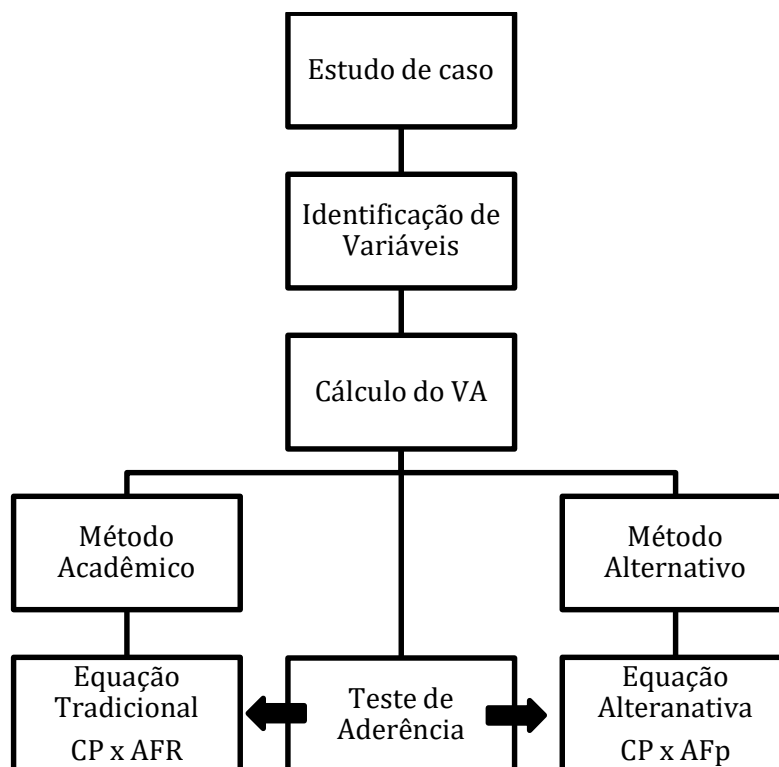 Estudo de caso
Identificação de
Variáveis
Cálculo do VA
Método
Acadêmico
Método
Alternativo
Equação
Tradicional
CP x AFR
Teste de
Aderência
Equação
Alteranativa
CP x AFp